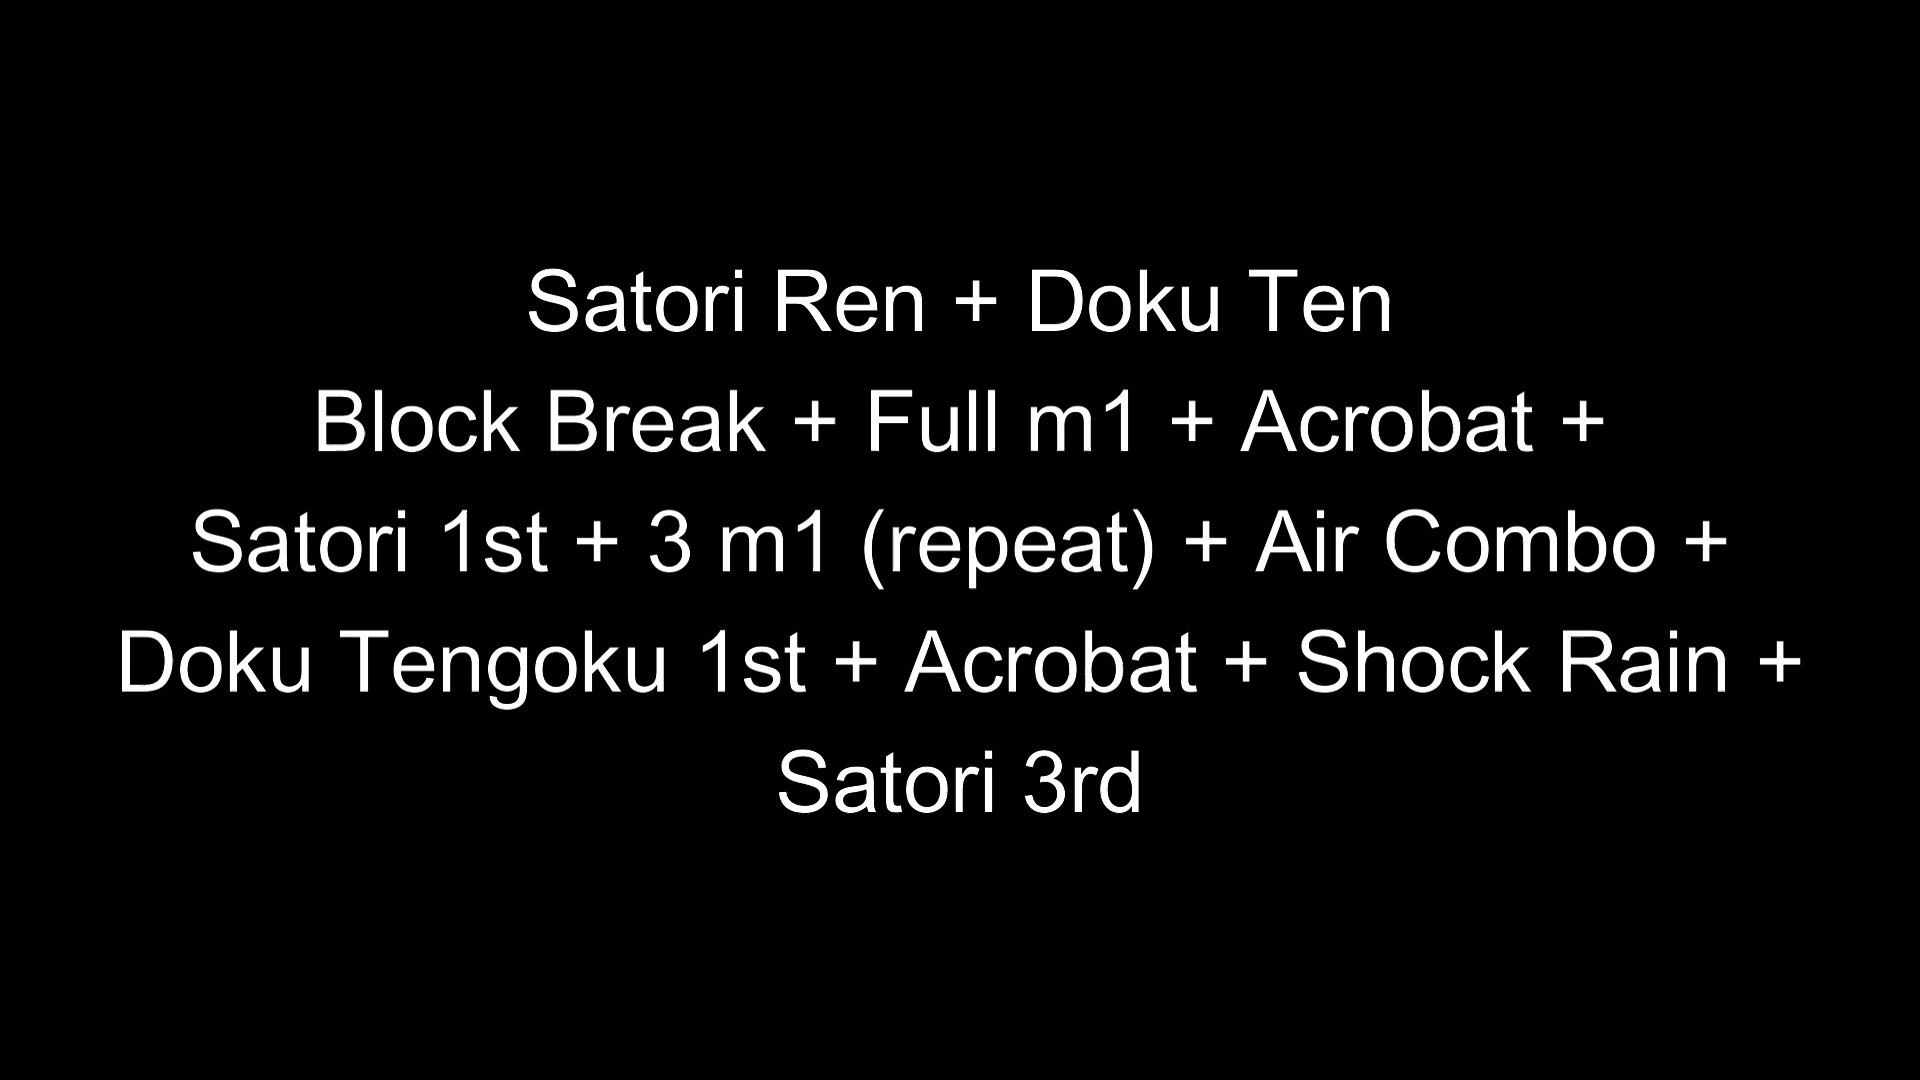 Satori Ren + Doku Ten
Block Break + Full m1 + Acrobat +
Satori 1st + 3 m1 (repeat) + Air Combo +
Doku Tengoku 1st + Acrobat + Shock Rain +
Satori 3rd